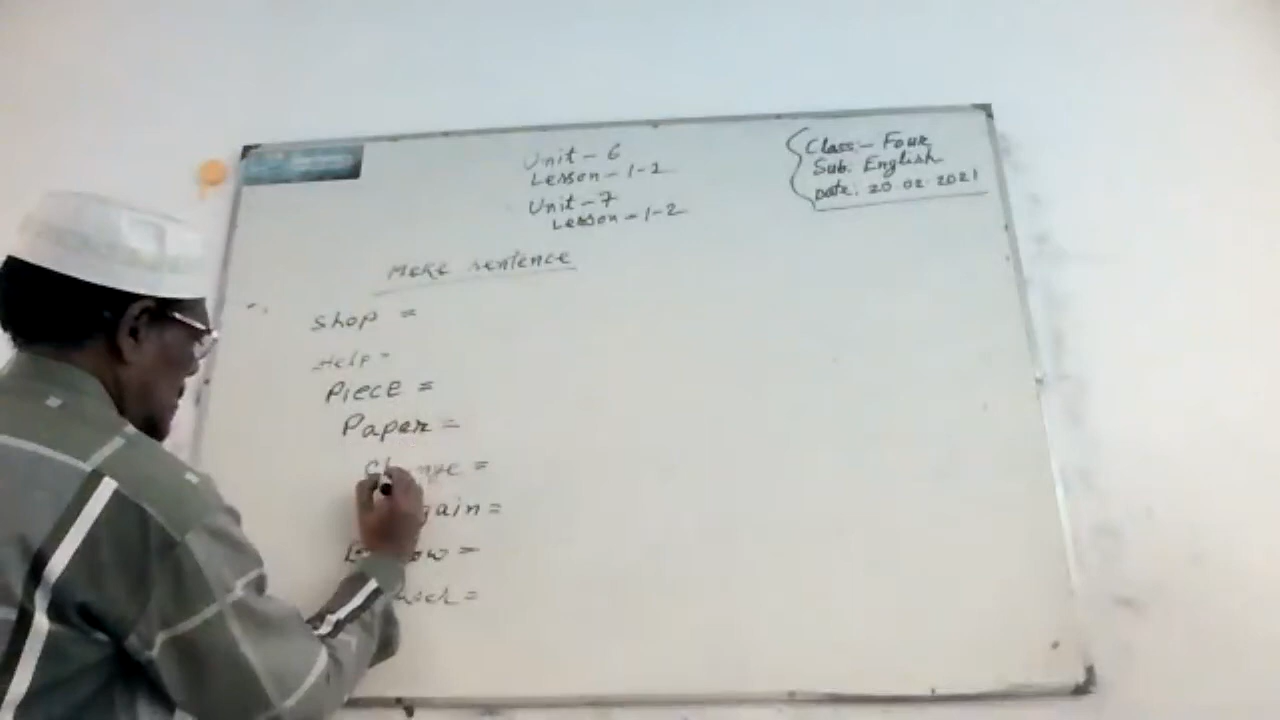 Unit - 6
Lesson - 1-2
Unit - 7
Lesson - 1-2
Class:- Four
Sub. English
Date: 20.02.2021
Make sentence
Shop =
Help =
Piece =
Paper =
Change =